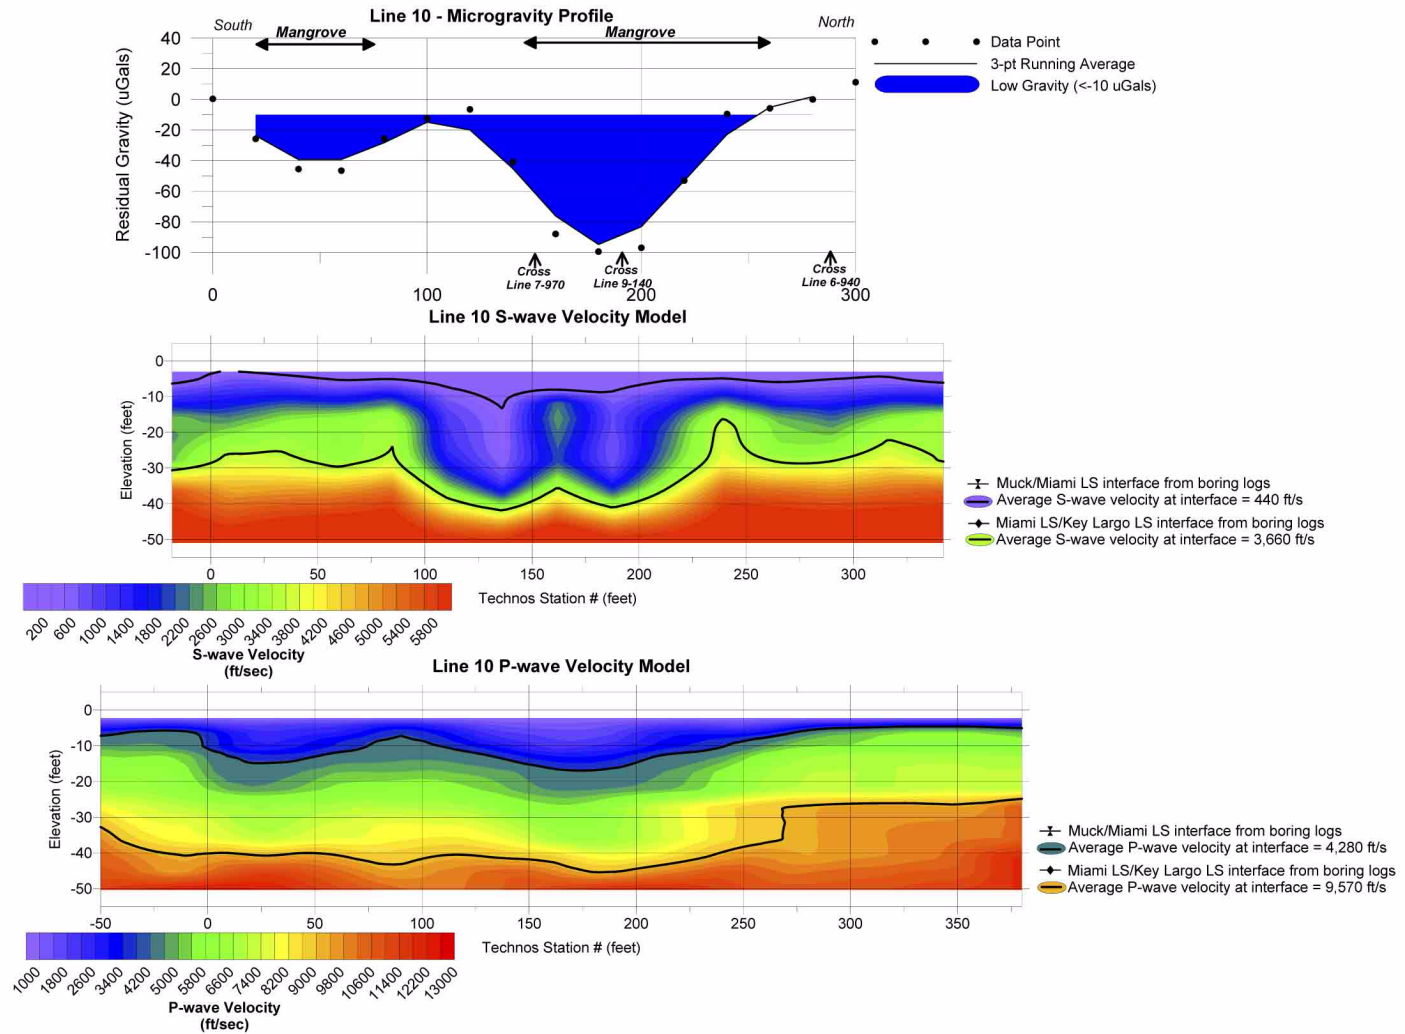 Line 10 - Microgravity Profile
South
North
Mangrove
Mangrove
Residual Gravity (uGals)
40
20
0
-20
-40
-60
-80
-100
Cross
Line 7-970
Cross
Line 9-140
Cross
Line 6-940
0 100 200 300
Data Point
3-pt Running Average
Low Gravity (<-10 uGals)
Line 10 S-wave Velocity Model
Elevation (feet)
0
-10
-20
-30
-40
-50
0 50 100 150 200 250 300
Technos Station # (feet)
Muck/Miami LS interface from boring logs
Average S-wave velocity at interface = 440 ft/s
Miami LS/Key Largo LS interface from boring logs
Average S-wave velocity at interface = 3,660 ft/s
200 600 1000 1400 1800 2200 2600 3000 3400 3800 4200 4600 5000 5400 5800
S-wave Velocity
(ft/sec)
Line 10 P-wave Velocity Model
Elevation (feet)
0
-10
-20
-30
-40
-50
-50 0 50 100 150 200 250 300 350
Technos Station # (feet)
Muck/Miami LS interface from boring logs
Average P-wave velocity at interface = 4,280 ft/s
Miami LS/Key Largo LS interface from boring logs
Average P-wave velocity at interface = 9,570 ft/s
1000 1800 2600 3400 4200 5000 5800 6600 7400 8200 9000 9800 10600 11400 12200 13000
P-wave Velocity
(ft/sec)